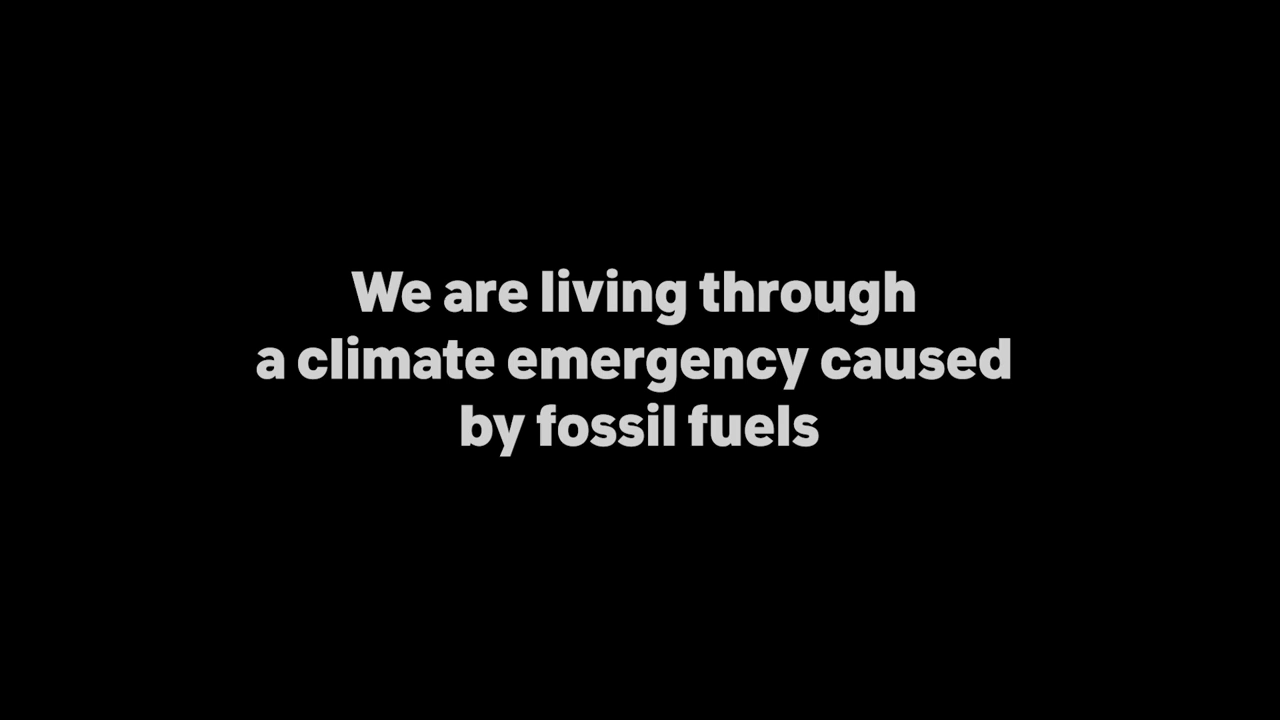 We are living through
a climate emergency caused
by fossil fuels